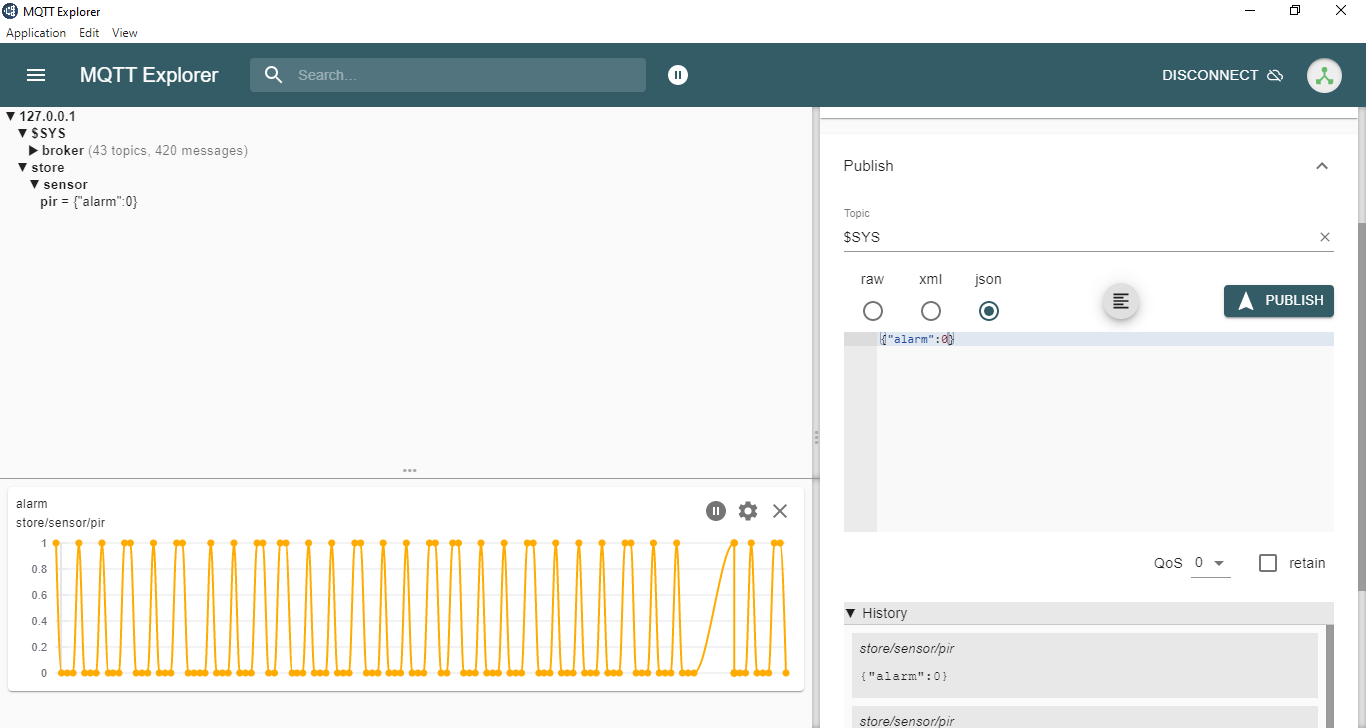 MQTT Explorer
Application Edit View
MQTT Explorer
Search...
DISCONNECT
▼ 127.0.0.1
▼ $SYS
▶ broker (43 topics, 420 messages)
▼ store
▼ sensor
pir = {"alarm":0}
alarm
store/sensor/pir
1
0.8
0.6
0.4
0.2
0
Publish
Topic
$SYS
raw xml json
PUBLISH
{"alarm":0}
QoS 0 retain
▼ History
store/sensor/pir
{"alarm":0}
store/sensor/pir